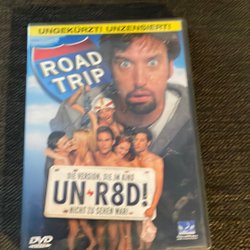 UNGEKÜRZT! UNZENSIERT!
ROAD
TRIP
DIE VERSION, DIE IM KINO
UN-R8D!
NICHT ZU SEHEN WAR!
DVD